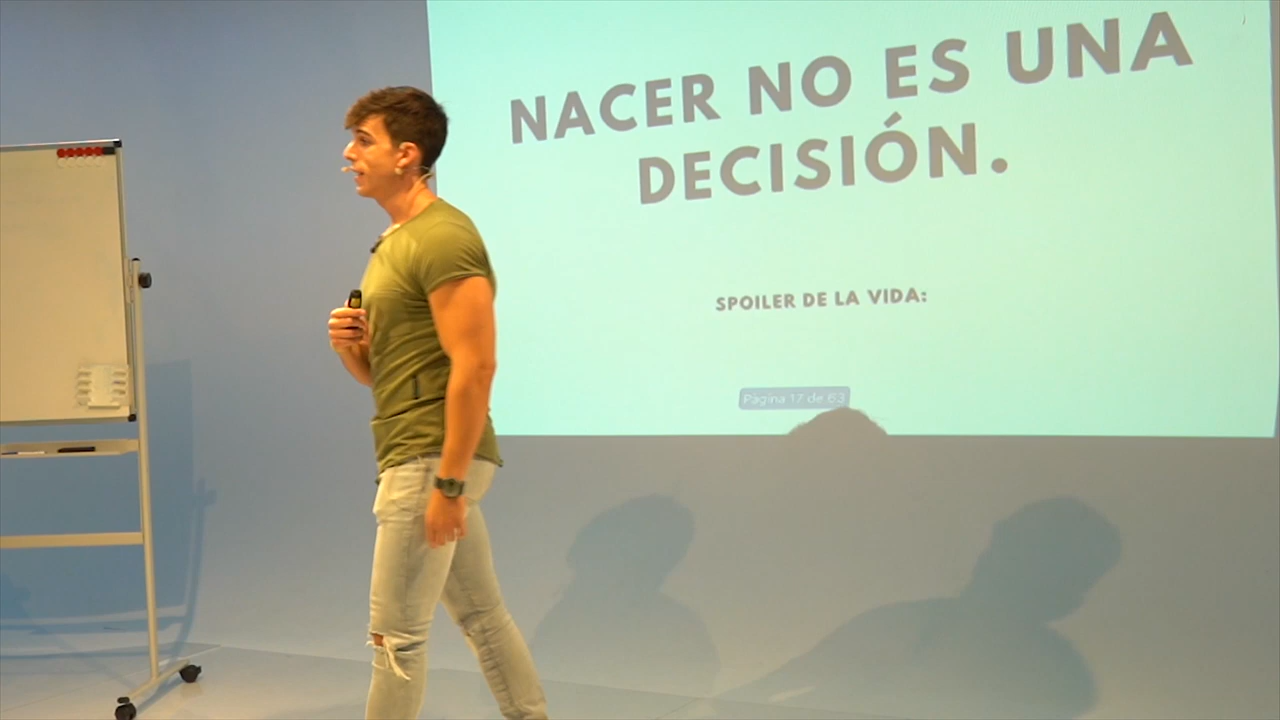 NACER NO ES UNA
DECISIÓN.
SPOILER DE LA VIDA:
Página 17 de 63